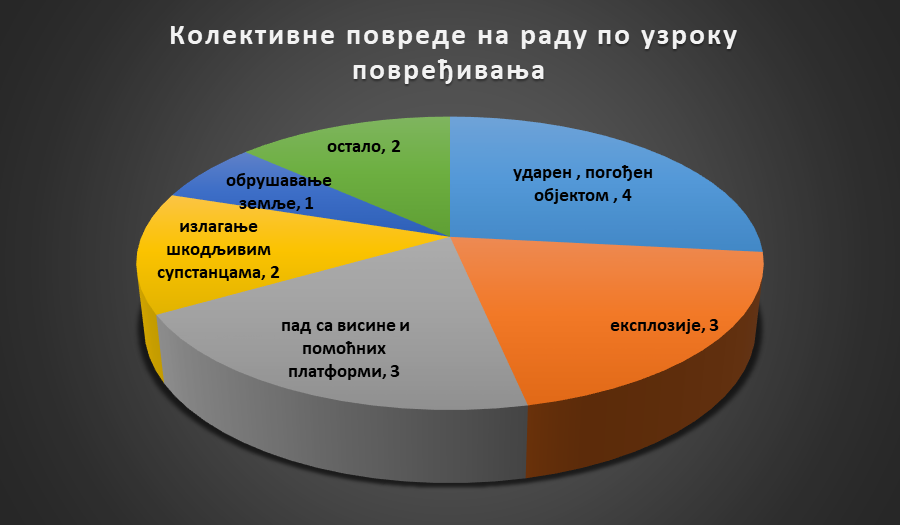 Колективне повреде на раду по узроку
повређивања
остало, 2
ударен , погођен
објектом , 4
обрушавање
земље, 1
излагање
шкодљивим
супстанцама, 2
пад са висине и
помоћних
платформи, 3
експлозије, 3